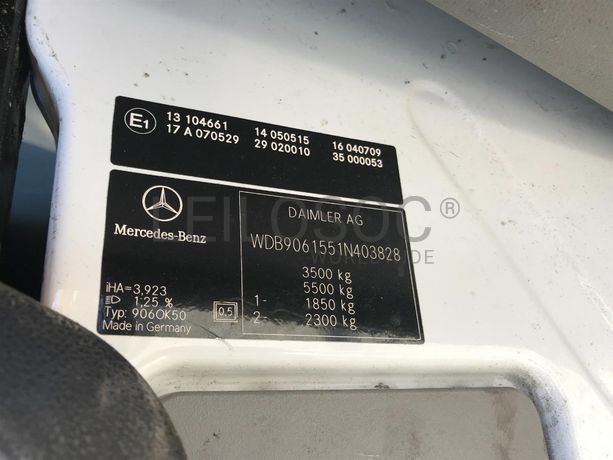 E1 13 104661 14 050515 16 040709
17 A 070529 29 020010 35 000053
Mercedes-Benz
DAIMLER AG
WDB9061551N403828
3500 kg
5500 kg
1- 1850 kg
2- 2300 kg
iHA=3,923
1,25 %
Typ: 906OK50
0.5
Made in Germany
LEILOSOC®
WORLDWIDE